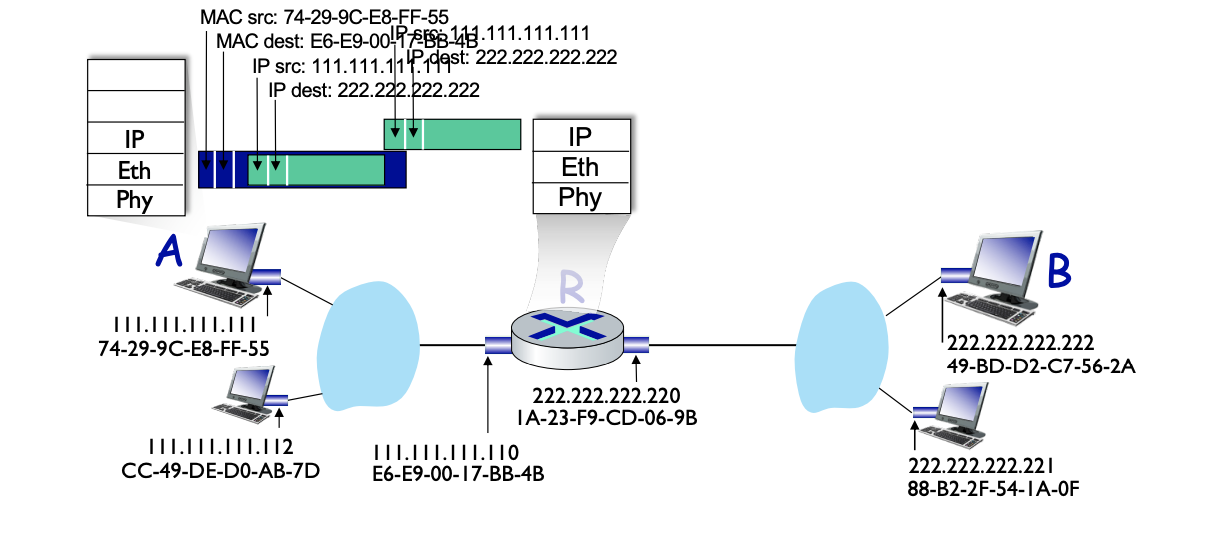 MAC src: 74-29-9C-E8-FF-55
MAC dest: E6-E9-00-17-BB-4B
IP src: 111.111.111.111
IP dest: 222.222.222.222
IP src: 111.111.111.111
IP dest: 222.222.222.222
IP
Eth
Phy
IP
Eth
Phy
A
R
B
111.111.111.111
74-29-9C-E8-FF-55
222.222.222.222
49-BD-D2-C7-56-2A
222.222.222.220
1A-23-F9-CD-06-9B
111.111.111.112
CC-49-DE-D0-AB-7D
111.111.111.110
E6-E9-00-17-BB-4B
222.222.222.221
88-B2-2F-54-1A-0F